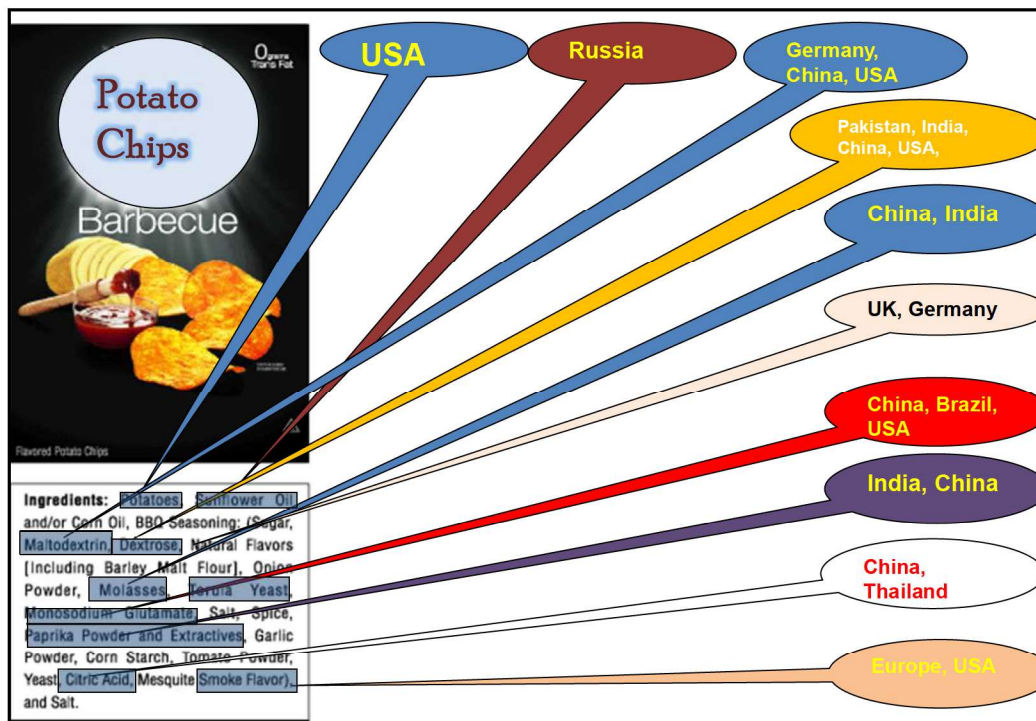 0 grams
Trans Fat
Potato
Chips
Barbecue
Flavored Potato Chips
USA
Russia
Germany,
China, USA
Pakistan, India,
China, USA,
China, India
UK, Germany
China, Brazil,
USA
India, China
China,
Thailand
Europe, USA
Ingredients: Potatoes, Sunflower Oil
and/or Corn Oil, BBQ Seasoning: (Sugar,
Maltodextrin, Dextrose, Natural Flavors
[Including Barley Malt Flour], Onion
Powder, Molasses, Torula Yeast,
Monosodium Glutamate, Salt, Spice,
Paprika Powder and Extractives, Garlic
Powder, Corn Starch, Tomato Powder,
Yeast, Citric Acid, Mesquite Smoke Flavor),
and Salt.